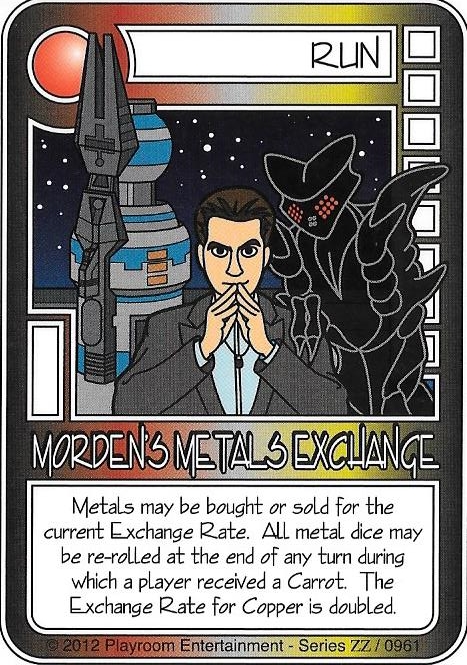 RUN
MORDEN'S METALS EXCHANGE
Metals may be bought or sold for the
current Exchange Rate. All metal dice may
be re-rolled at the end of any turn during
which a player received a Carrot. The
Exchange Rate for Copper is doubled.
© 2012 Playroom Entertainment - Series ZZ / 0961